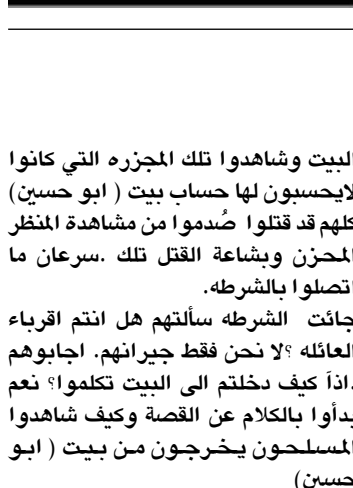 البيت وشاهدوا تلك المجزره التي كانوا
لايحسبون لها حساب بيت ( ابو حسين)
كلهم قد قتلوا صُدموا من مشاهدة المنظر
المحزن وبشاعة القتل تلك .سرعان ما
اتصلوا بالشرطه.
جائت الشرطه سألتهم هل انتم اقرباء
العائله ؟لا نحن فقط جيرانهم. اجابوهم
.اذاَ كيف دخلتم الى البيت تكلموا؟ نعم
بدأوا بالكلام عن القصة وكيف شاهدوا
المسلحون يخرجون من بيت ( ابو
حسين)